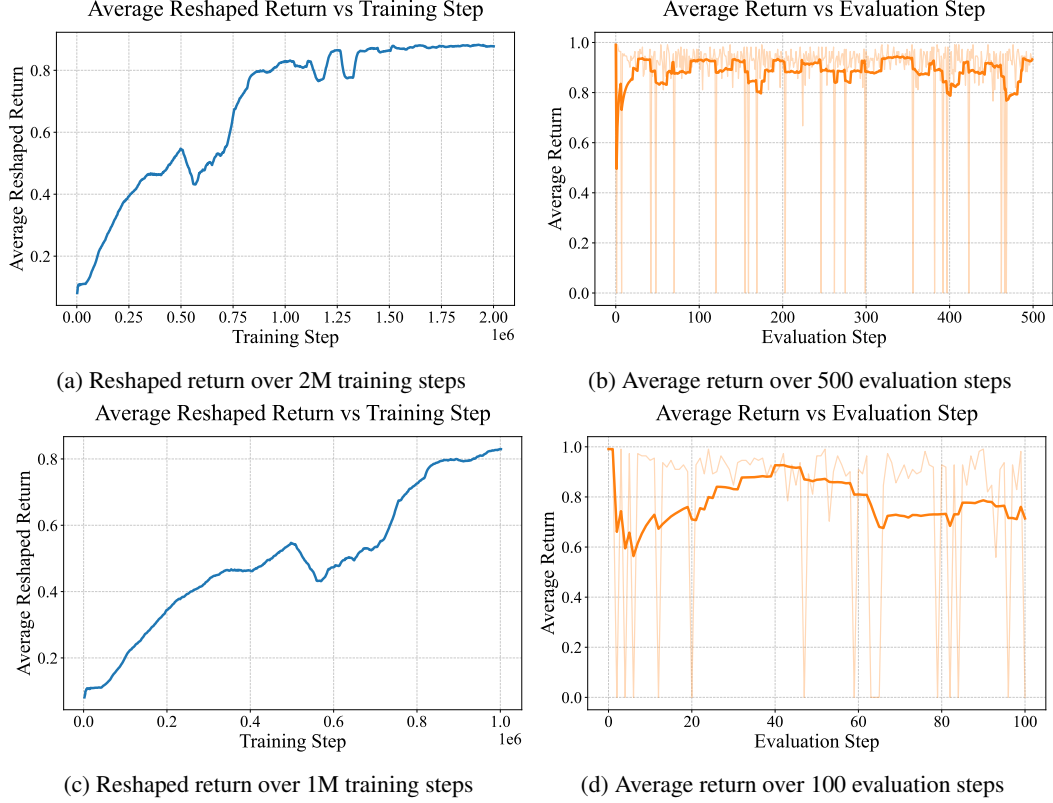 Average Reshaped Return vs Training Step
Average Reshaped Return
0.8
0.6
0.4
0.2
0.00 0.25 0.50 0.75 1.00 1.25 1.50 1.75 2.00
1e6
Training Step
(a) Reshaped return over 2M training steps
Average Return vs Evaluation Step
Average Return
1.0
0.8
0.6
0.4
0.2
0.0
0 100 200 300 400 500
Evaluation Step
(b) Average return over 500 evaluation steps
Average Reshaped Return vs Training Step
Average Reshaped Return
0.8
0.6
0.4
0.2
0.0 0.2 0.4 0.6 0.8 1.0
1e6
Training Step
(c) Reshaped return over 1M training steps
Average Return vs Evaluation Step
Average Return
1.0
0.8
0.6
0.4
0.2
0.0
0 20 40 60 80 100
Evaluation Step
(d) Average return over 100 evaluation steps